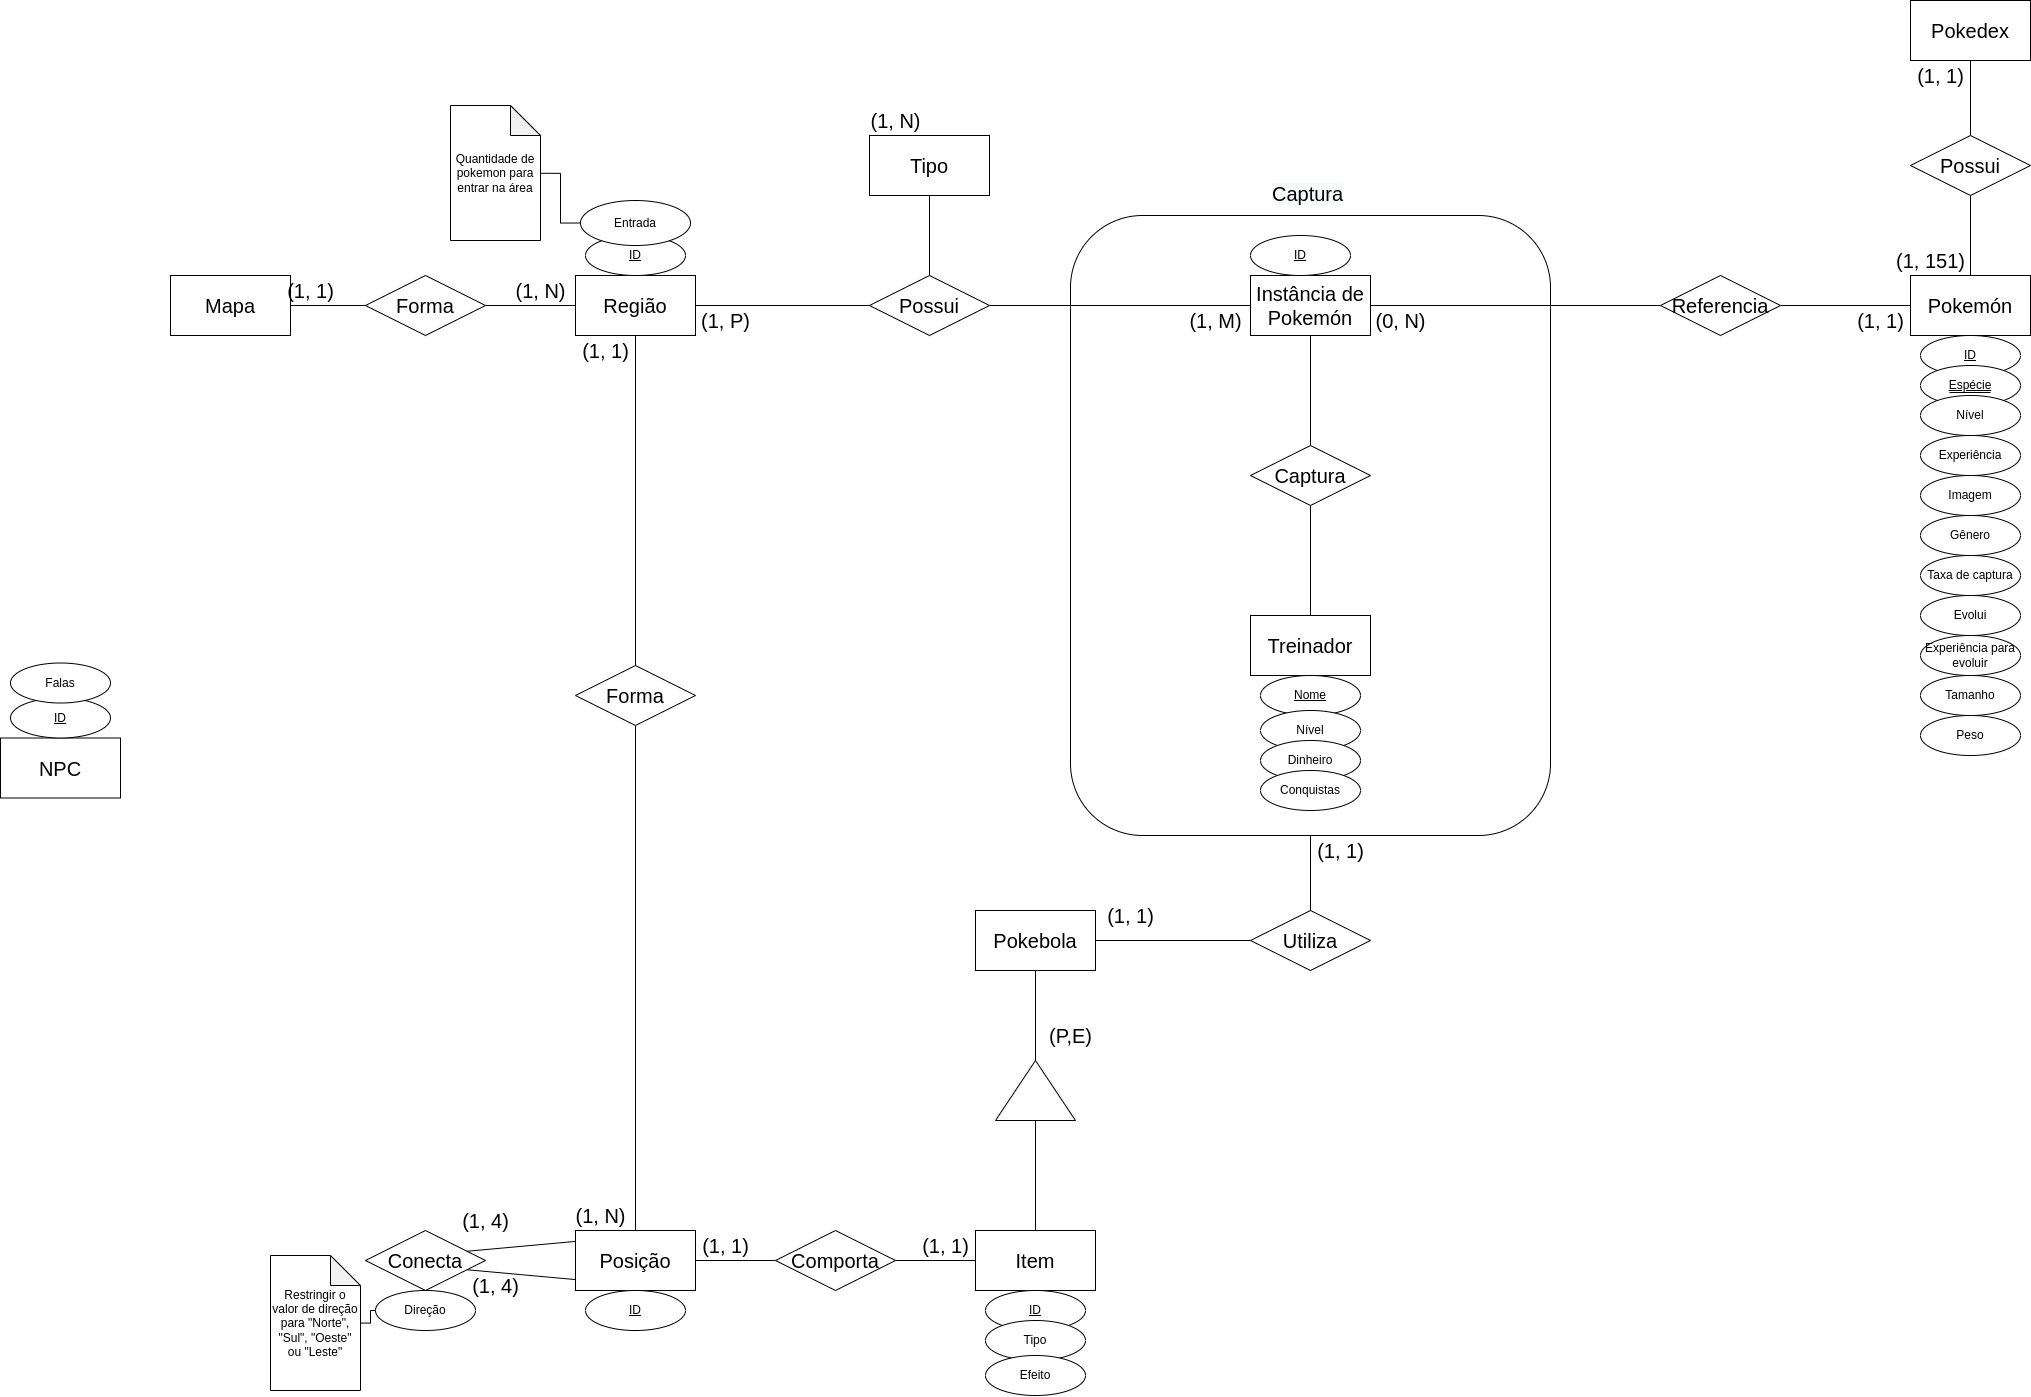 Pokedex
(1, 1)
Possui
(1, 151)
Quantidade de
pokemon para
entrar na área
Entrada
ID
(1, N)
Tipo
Captura
ID
Mapa
(1, 1)
Forma
(1, N)
Região
(1, P)
(1, 1)
Possui
(1, M)
Instância de
Pokemón
(0, N)
Referencia
(1, 1)
Pokemón
ID
Espécie
Nível
Experiência
Imagem
Gênero
Taxa de captura
Evolui
Experiência para
evoluir
Tamanho
Peso
Captura
Treinador
Nome
Nível
Dinheiro
Conquistas
Falas
ID
NPC
Forma
(1, 1)
Pokebola
(1, 1)
Utiliza
(P,E)
(1, 4)
Conecta
(1, 4)
Direção
Restringir o
valor de direção
para "Norte",
"Sul", "Oeste"
ou "Leste"
(1, N)
Posição
ID
(1, 1)
Comporta
(1, 1)
Item
ID
Tipo
Efeito